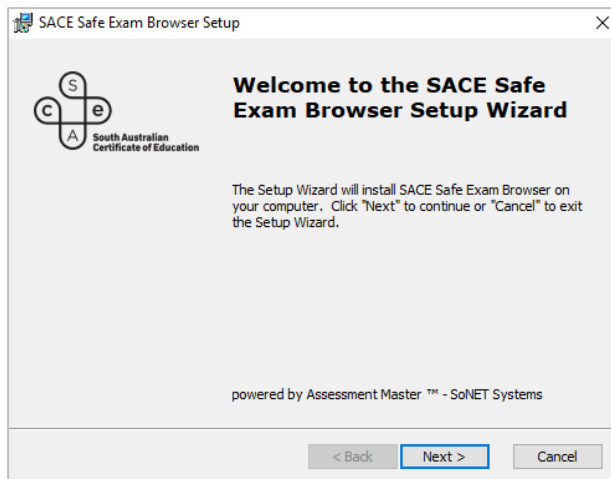 SACE Safe Exam Browser Setup
S
C e
A
South Australian
Certificate of Education
Welcome to the SACE Safe
Exam Browser Setup Wizard
The Setup Wizard will install SACE Safe Exam Browser on
your computer. Click "Next" to continue or "Cancel" to exit
the Setup Wizard.
powered by Assessment Master ™ - SoNET Systems
< Back Next > Cancel